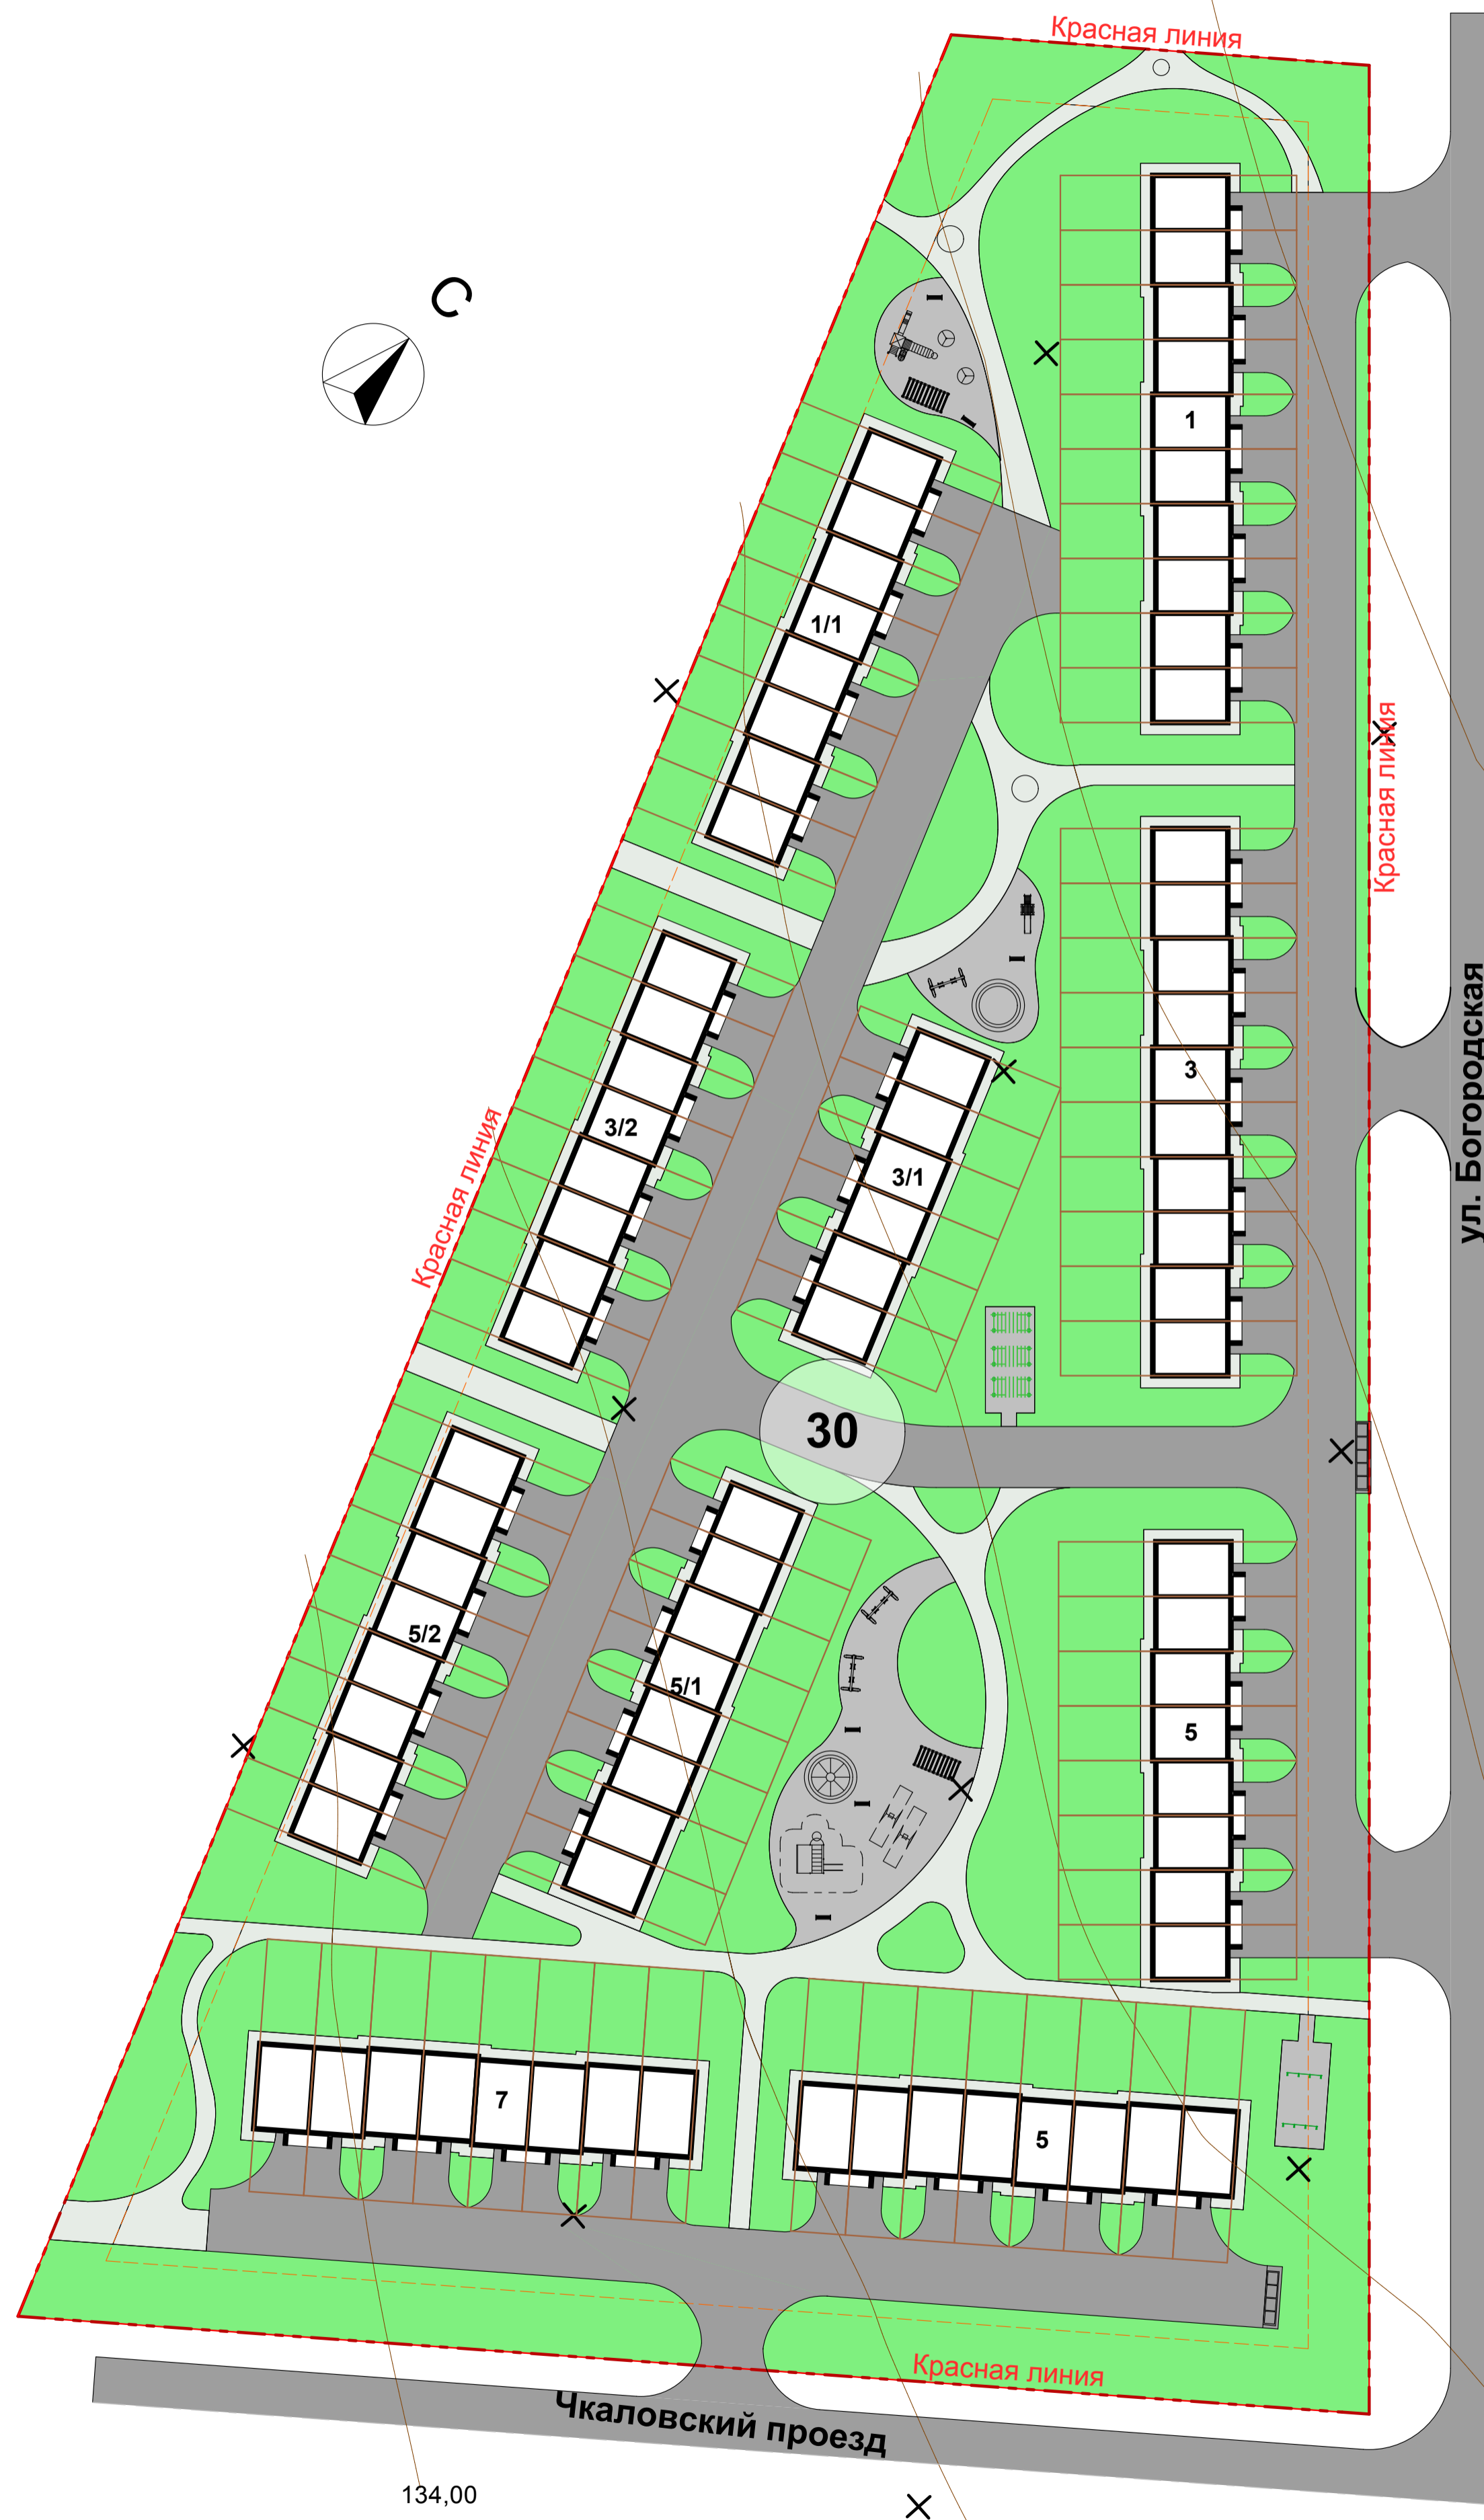 Красная линия
С
1
1/1
Красная линия
ул. Богородская
3
3/2
3/1
Красная линия
30
5/2
5/1
5
7
5
Красная линия
Чкаловский проезд
134,00